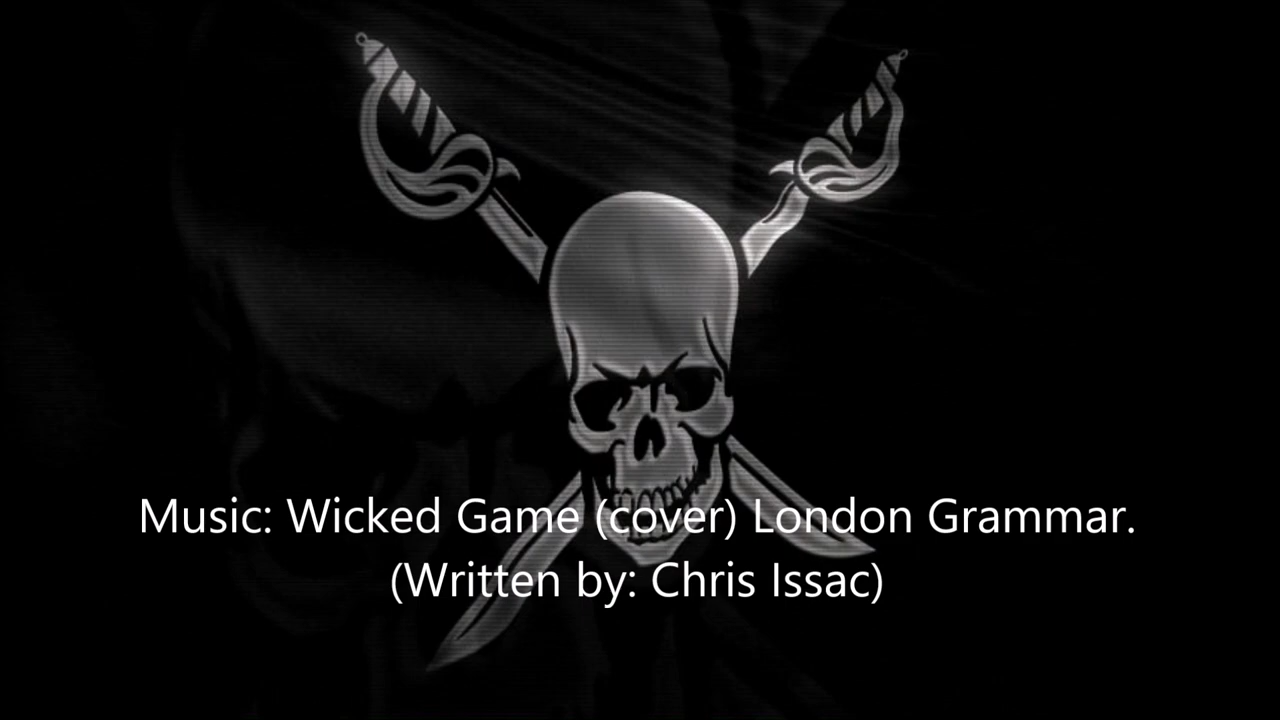 Music: Wicked Game (cover) London Grammar.
(Written by: Chris Issac)